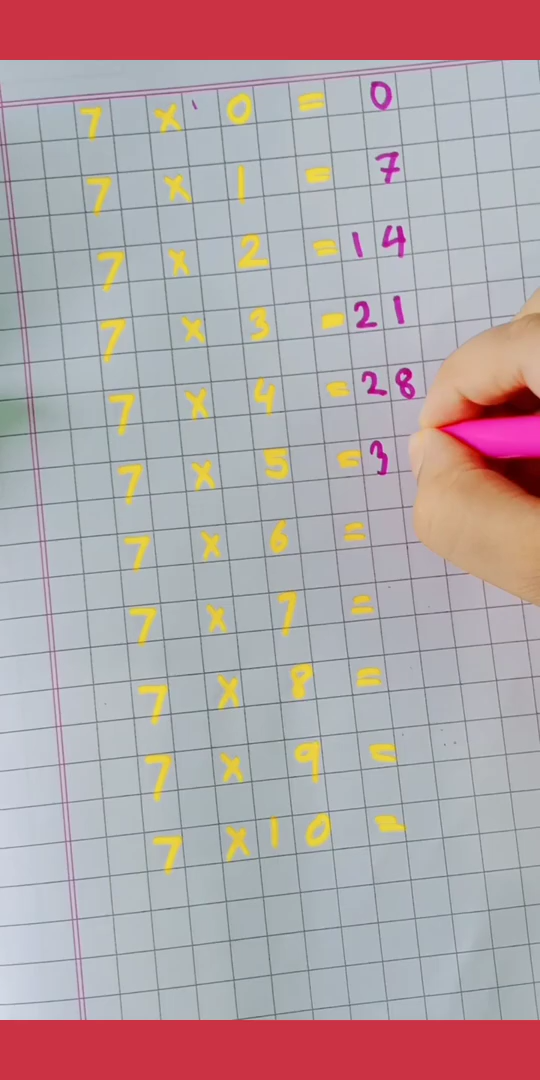 7 × 0 = 0
7 × 1 = 7
7 × 2 = 14
7 × 3 = 21
7 × 4 = 28
7 × 5 = 3
7 × 6 =
7 × 7 =
7 × 8 =
7 × 9 =
7 × 10 =